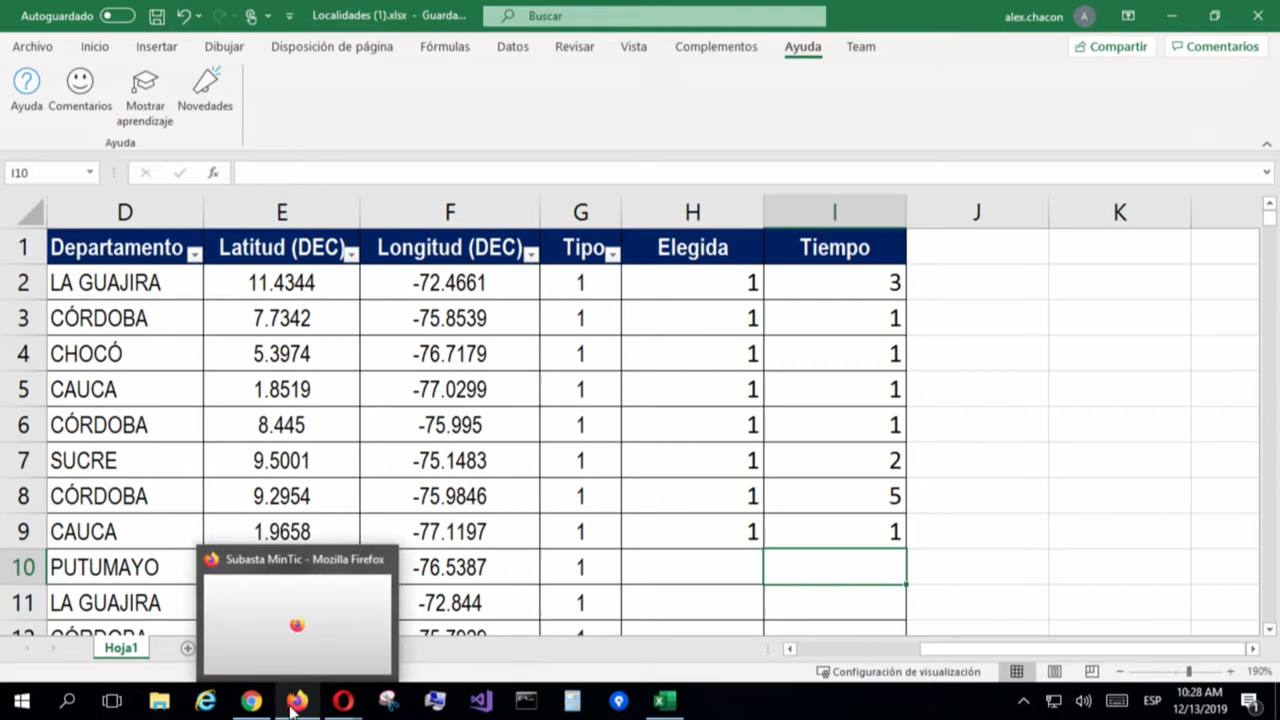 Autoguardado Localidades (1).xlsx - Guarda... Buscar alex.chacon A
Archivo Inicio Insertar Dibujar Disposición de página Fórmulas Datos Revisar Vista Complementos Ayuda Team Compartir Comentarios
Ayuda Comentarios Mostrar aprendizaje Novedades
Ayuda
I10 fx
D E F G H I J K
1 Departamento Latitud (DEC) Longitud (DEC) Tipo Elegida Tiempo
2 LA GUAJIRA 11.4344 -72.4661 1 1 3
3 CÓRDOBA 7.7342 -75.8539 1 1 1
4 CHOCÓ 5.3974 -76.7179 1 1 1
5 CAUCA 1.8519 -77.0299 1 1 1
6 CÓRDOBA 8.445 -75.995 1 1 1
7 SUCRE 9.5001 -75.1483 1 1 2
8 CÓRDOBA 9.2954 -75.9846 1 1 5
9 CAUCA 1.9658 -77.1197 1 1 1
Subasta MinTic - Mozilla Firefox
10 PUTUMAYO -76.5387 1
11 LA GUAJIRA -72.844 1
Hoja1
Configuración de visualización 190%
ESP 10:28 AM
12/13/2019 1